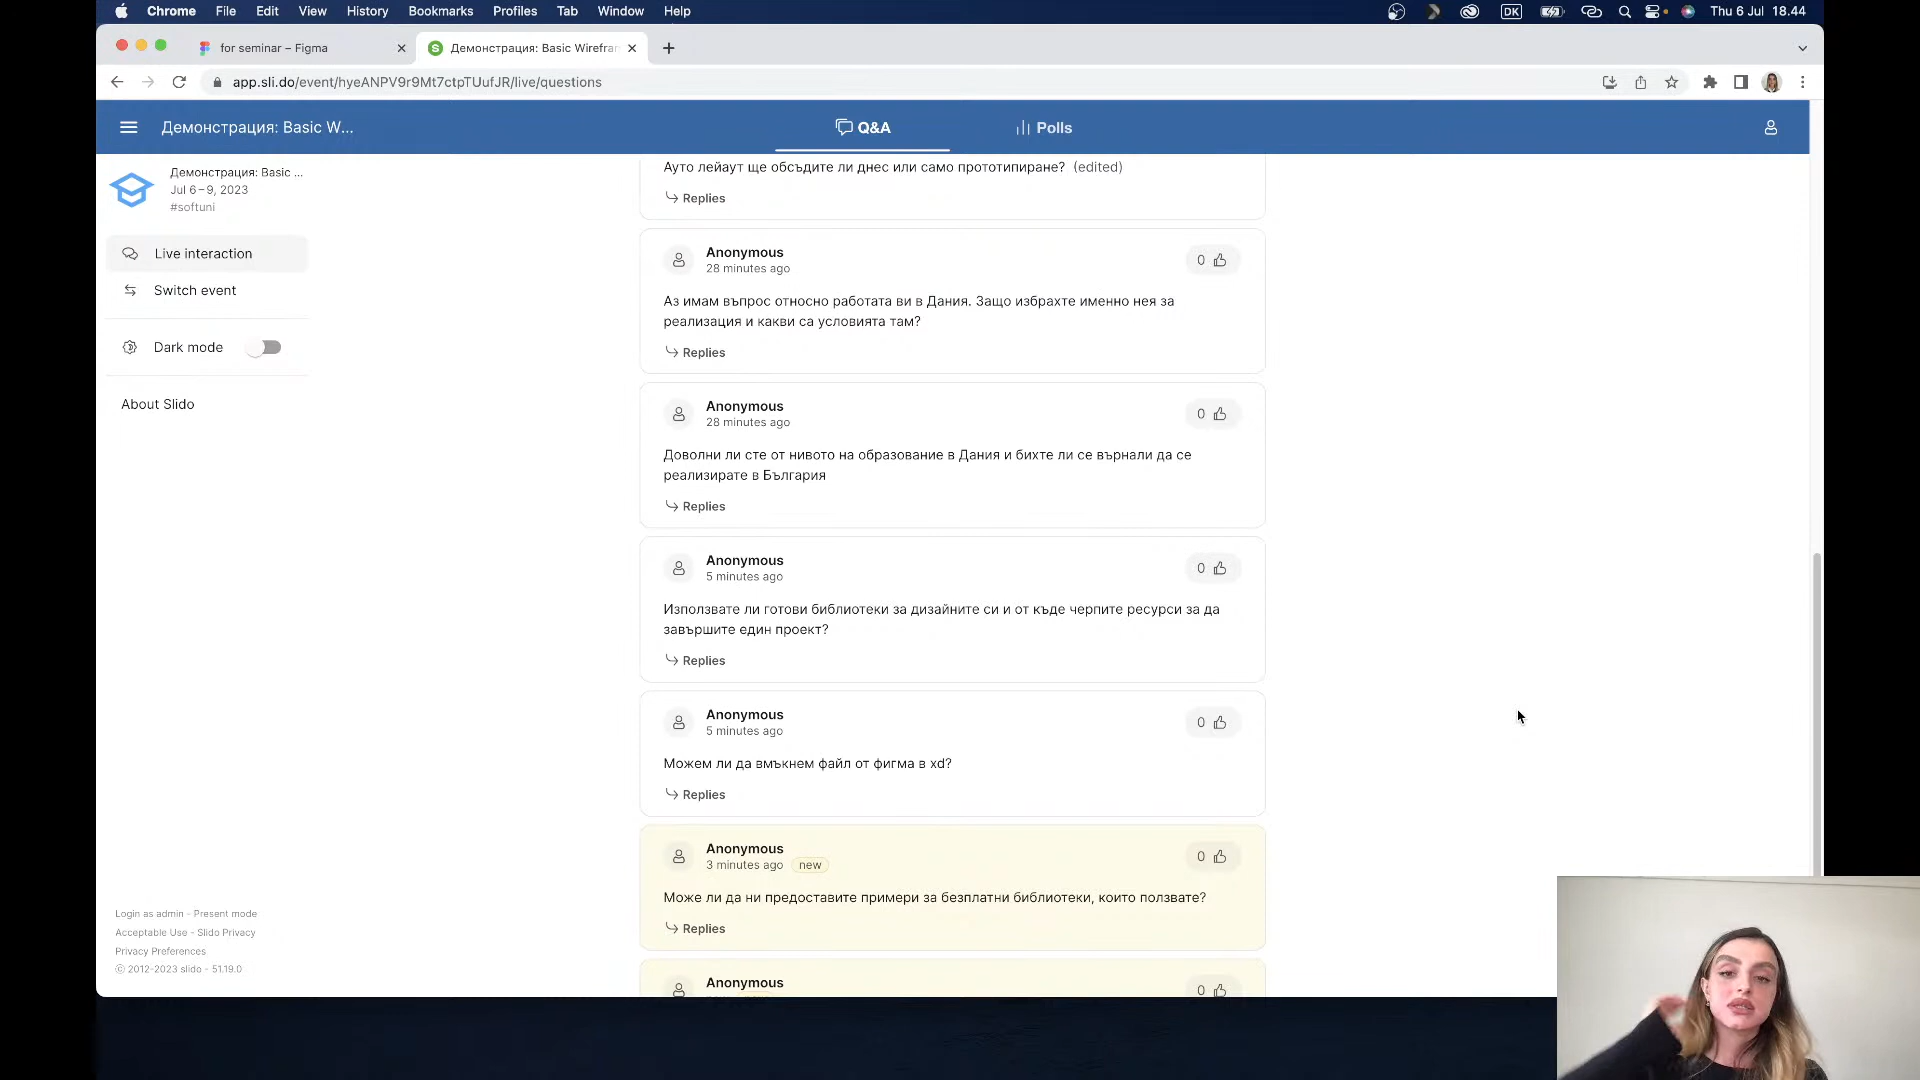 Chrome File Edit View History Bookmarks Profiles Tab Window Help DK Thu 6 Jul 18.44
for seminar – Figma
Демонстрация: Basic Wirefra
app.sli.do/event/hyeANPV9r9Mt7ctpTUufJR/live/questions
Демонстрация: Basic W...
Q&A
Polls
Демонстрация: Basic ...
Jul 6 – 9, 2023
#softuni
Live interaction
Switch event
Dark mode
About Slido
Login as admin - Present mode
Acceptable Use - Slido Privacy
Privacy Preferences
© 2012-2023 slido - 51.19.0
Ауто лейаут ще обсъдите ли днес или само прототипиране? (edited)
Replies
Anonymous
28 minutes ago
0
Аз имам въпрос относно работата ви в Дания. Защо избрахте именно нея за
реализация и какви са условията там?
Replies
Anonymous
28 minutes ago
0
Доволни ли сте от нивото на образование в Дания и бихте ли се върнали да се
реализирате в България
Replies
Anonymous
5 minutes ago
0
Използвате ли готови библиотеки за дизайните си и от къде черпите ресурси за да
завършите един проект?
Replies
Anonymous
5 minutes ago
0
Можем ли да вмъкнем файл от фигма в xd?
Replies
Anonymous
3 minutes ago new
0
Може ли да ни предоставите примери за безплатни библиотеки, които ползвате?
Replies
Anonymous
0